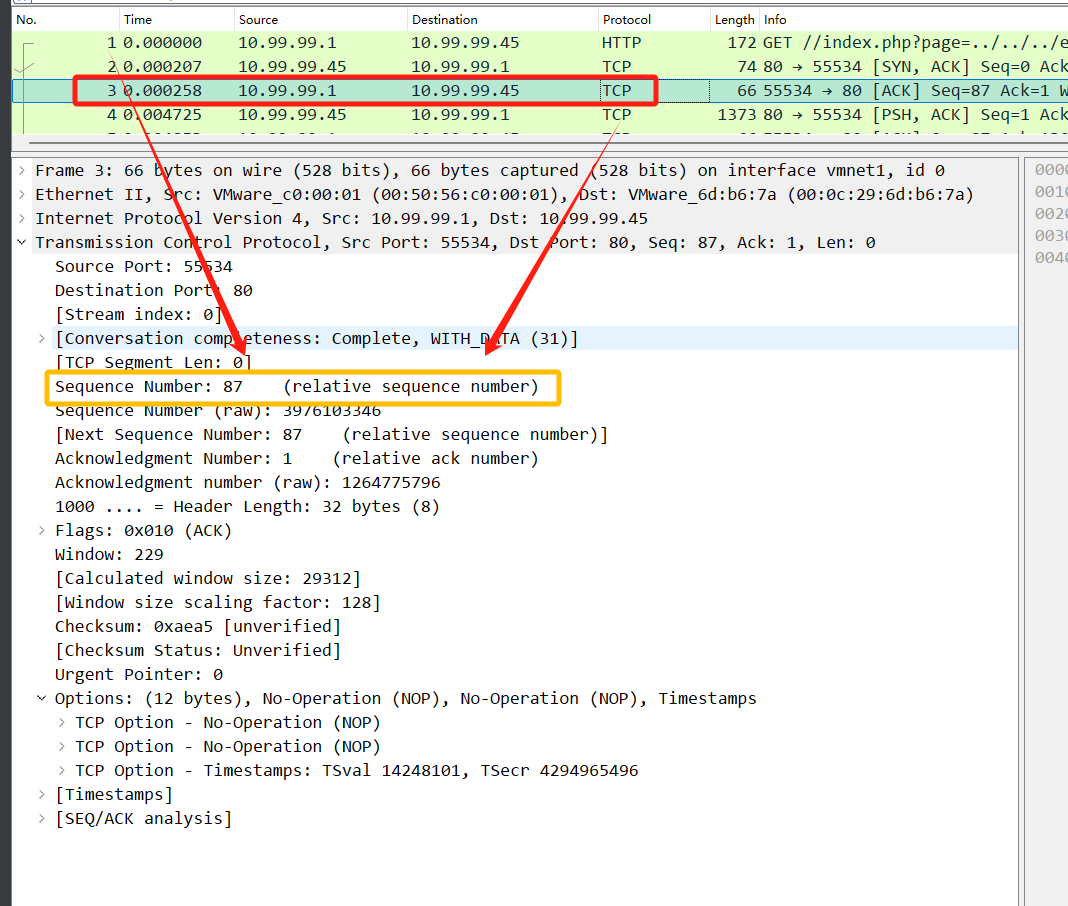 No. Time Source Destination Protocol Length Info
1 0.000000 10.99.99.1 10.99.99.45 HTTP 172 GET //index.php?page=../../../e
2 0.000207 10.99.99.45 10.99.99.1 TCP 74 80 → 55534 [SYN, ACK] Seq=0 Ack
3 0.000258 10.99.99.1 10.99.99.45 TCP 66 55534 → 80 [ACK] Seq=87 Ack=1 W
4 0.004725 10.99.99.45 10.99.99.1 TCP 1373 80 → 55534 [PSH, ACK] Seq=1 Ack
Frame 3: 66 bytes on wire (528 bits), 66 bytes captured (528 bits) on interface vmnet1, id 0
Ethernet II, Src: VMware_c0:00:01 (00:50:56:c0:00:01), Dst: VMware_6d:b6:7a (00:0c:29:6d:b6:7a)
Internet Protocol Version 4, Src: 10.99.99.1, Dst: 10.99.99.45
Transmission Control Protocol, Src Port: 55534, Dst Port: 80, Seq: 87, Ack: 1, Len: 0
Source Port: 55534
Destination Port: 80
[Stream index: 0]
[Conversation completeness: Complete, WITH_DATA (31)]
[TCP Segment Len: 0]
Sequence Number: 87 (relative sequence number)
Sequence Number (raw): 3976103346
[Next Sequence Number: 87 (relative sequence number)]
Acknowledgment Number: 1 (relative ack number)
Acknowledgment number (raw): 1264775796
1000 .... = Header Length: 32 bytes (8)
Flags: 0x010 (ACK)
Window: 229
[Calculated window size: 29312]
[Window size scaling factor: 128]
Checksum: 0xaea5 [unverified]
[Checksum Status: Unverified]
Urgent Pointer: 0
Options: (12 bytes), No-Operation (NOP), No-Operation (NOP), Timestamps
TCP Option - No-Operation (NOP)
TCP Option - No-Operation (NOP)
TCP Option - Timestamps: TSval 14248101, TSecr 4294965496
[Timestamps]
[SEQ/ACK analysis]
000
001
002
003
004